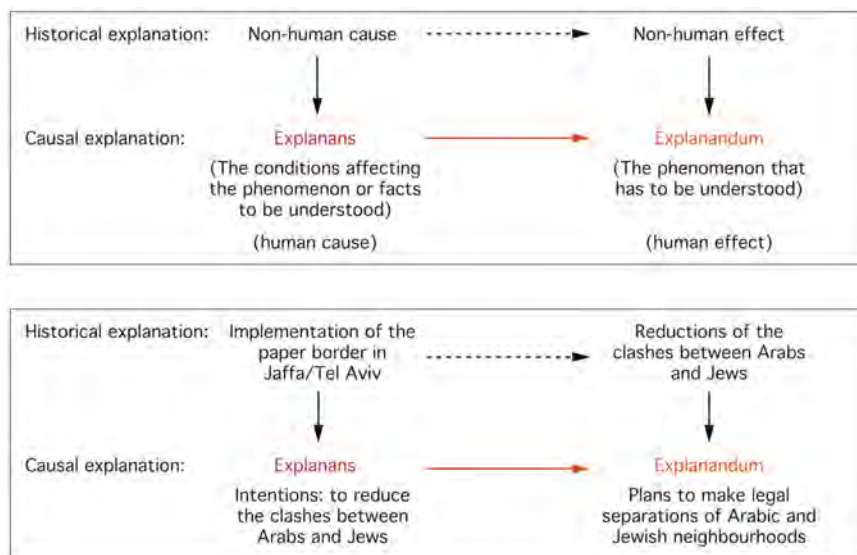 Historical explanation: Non-human cause Non-human effect
Causal explanation: Explanans Explanandum
(The conditions affecting (The phenomenon that
the phenomenon or facts has to be understood)
to be understood)
(human cause) (human effect)
Historical explanation: Implementation of the Reductions of the
paper border in clashes between Arabs
Jaffa/Tel Aviv and Jews
Causal explanation: Explanans Explanandum
Intentions: to reduce Plans to make legal
the clashes between separations of Arabic and
Arabs and Jews Jewish neighbourhoods